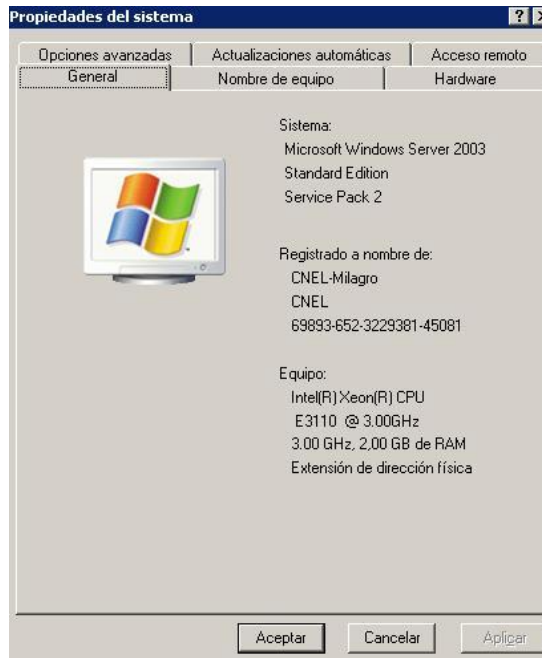 Propiedades del sistema
Opciones avanzadas
Actualizaciones automáticas
Acceso remoto
General
Nombre de equipo
Hardware
Sistema:
Microsoft Windows Server 2003
Standard Edition
Service Pack 2
Registrado a nombre de:
CNEL-Milagro
CNEL
69893-652-3229381-45081
Equipo:
Intel(R) Xeon(R) CPU
E3110 @ 3.00GHz
3.00 GHz, 2,00 GB de RAM
Extensión de dirección física
Aceptar
Cancelar
Aplicar